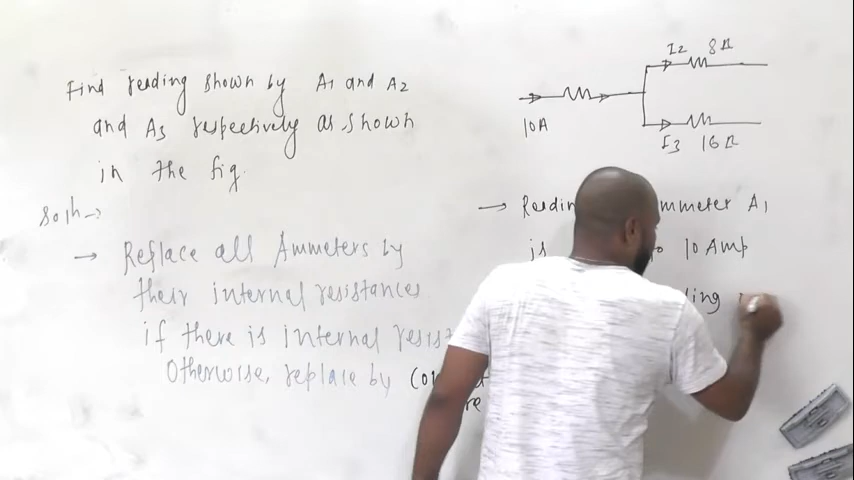 Find reading shown by A1 and A2
and A3 respectively as shown
in the fig.
Soln →
→ Replace all Ammeters by
their internal resistances
if there is internal resist
Otherwise, replace by
I2 8Ω
10A
I3 16Ω
→ Readin mmeter A1
is 10 Amp
ing